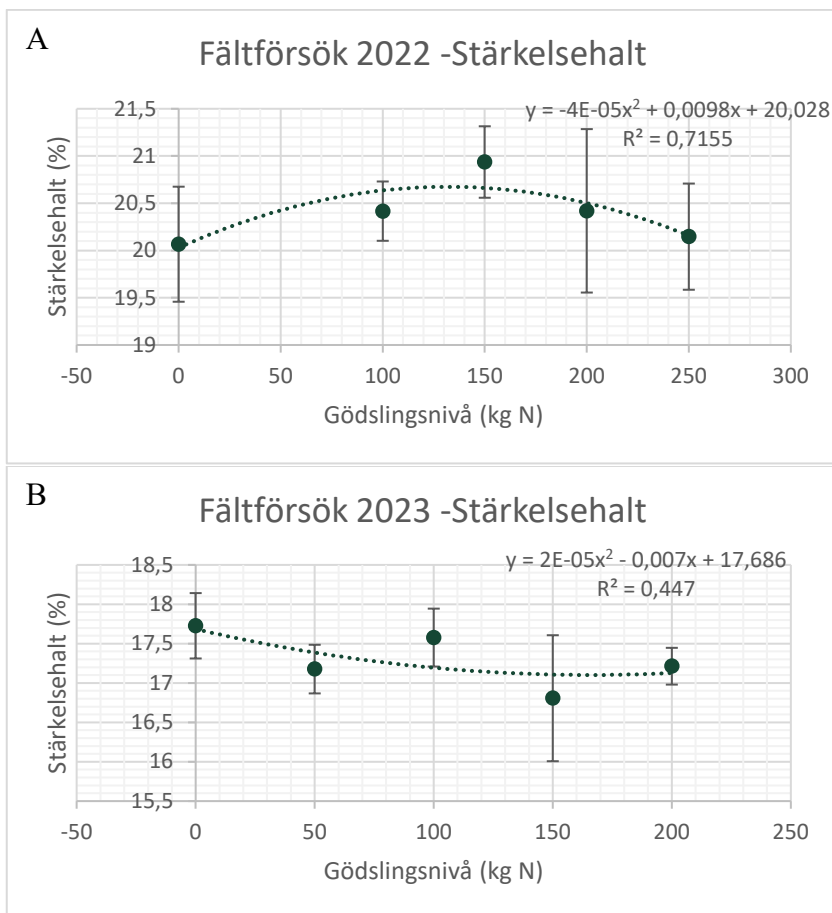 A
Fältförsök 2022 -Stärkelsehalt
y = -4E-05x² + 0,0098x + 20,028
R² = 0,7155
Stärkelsehalt (%)
21,5
21
20,5
20
19,5
19
-50 0 50 100 150 200 250 300
Gödslingsnivå (kg N)
B
Fältförsök 2023 -Stärkelsehalt
y = 2E-05x² - 0,007x + 17,686
R² = 0,447
Stärkelsehalt (%)
18,5
18
17,5
17
16,5
16
15,5
-50 0 50 100 150 200 250
Gödslingsnivå (kg N)